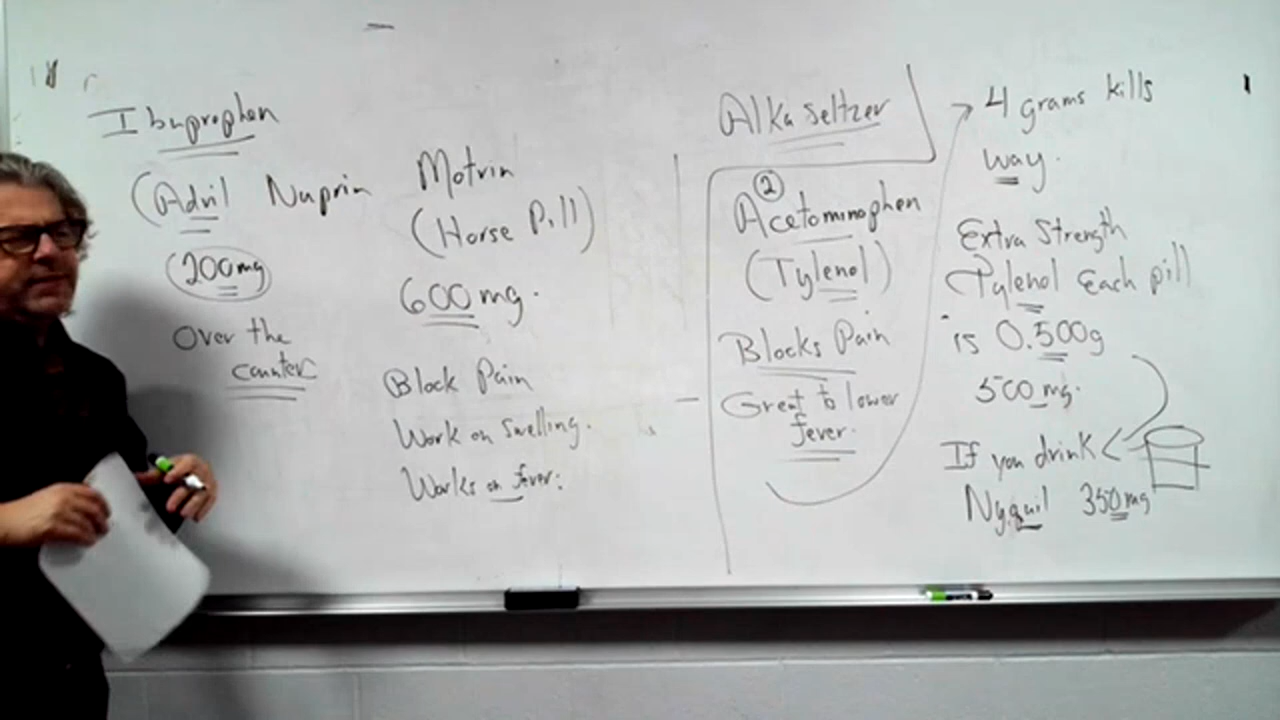 Ibuprophen
(Advil Nuprin Motrin
200mg
Over the
counter
(Horse Pill)
600 mg.
Block Pain
Work on swelling.
Works on fever.
Alka Seltzer
2
Acetominophen
(Tylenol)
Blocks Pain
Great to lower
fever.
4 grams kills
way.
Extra Strength
Tylenol Each pill
is 0.500g
500mg.
If you drink
Nyquil 350mg